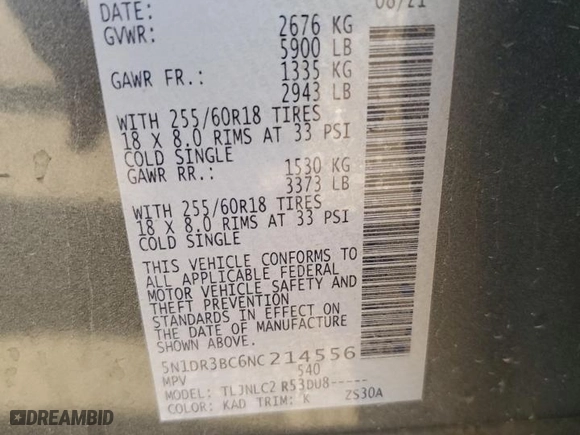 DATE: 08/21
GVWR: 2676 KG
5900 LB
GAWR FR.: 1335 KG
2943 LB
WITH 255/60R18 TIRES
18 X 8.0 RIMS AT 33 PSI
COLD SINGLE
GAWR RR.: 1530 KG
3373 LB
WITH 255/60R18 TIRES
18 X 8.0 RIMS AT 33 PSI
COLD SINGLE
THIS VEHICLE CONFORMS TO
ALL APPLICABLE FEDERAL
MOTOR VEHICLE SAFETY AND
THEFT PREVENTION
STANDARDS IN EFFECT ON
THE DATE OF MANUFACTURE
SHOWN ABOVE.
5N1DR3BC6NC214556
MPV 540
MODEL: TLJNLC2 R53DU8-----
COLOR: KAD TRIM: K ZS30A
DREAMBID